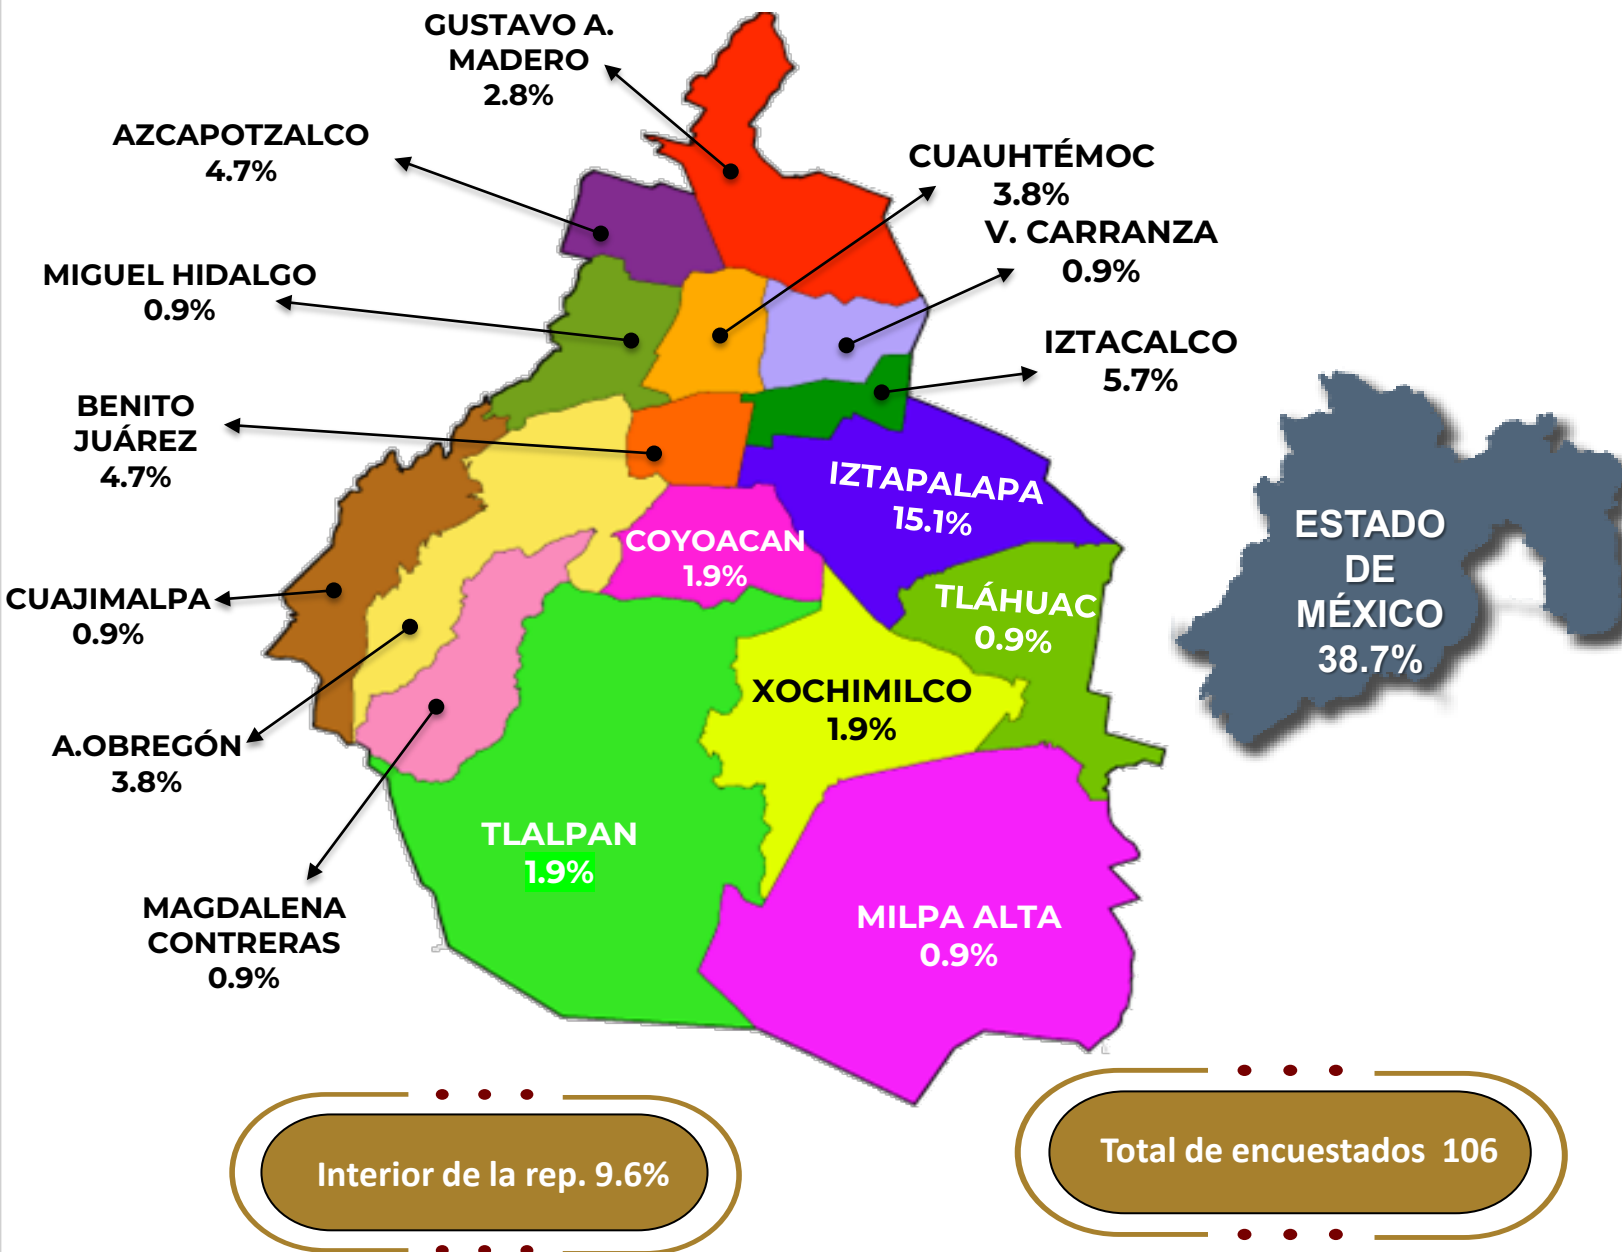 GUSTAVO A.
MADERO
2.8%
AZCAPOTZALCO
4.7%
CUAUHTÉMOC
3.8%
V. CARRANZA
0.9%
MIGUEL HIDALGO
0.9%
IZTACALCO
5.7%
BENITO
JUÁREZ
4.7%
IZTAPALAPA
15.1%
COYOACAN
1.9%
ESTADO
DE
MÉXICO
38.7%
CUAJIMALPA
0.9%
TLÁHUAC
0.9%
XOCHIMILCO
1.9%
A.OBREGÓN
3.8%
TLALPAN
1.9%
MAGDALENA
CONTRERAS
0.9%
MILPA ALTA
0.9%
Interior de la rep. 9.6%
Total de encuestados 106